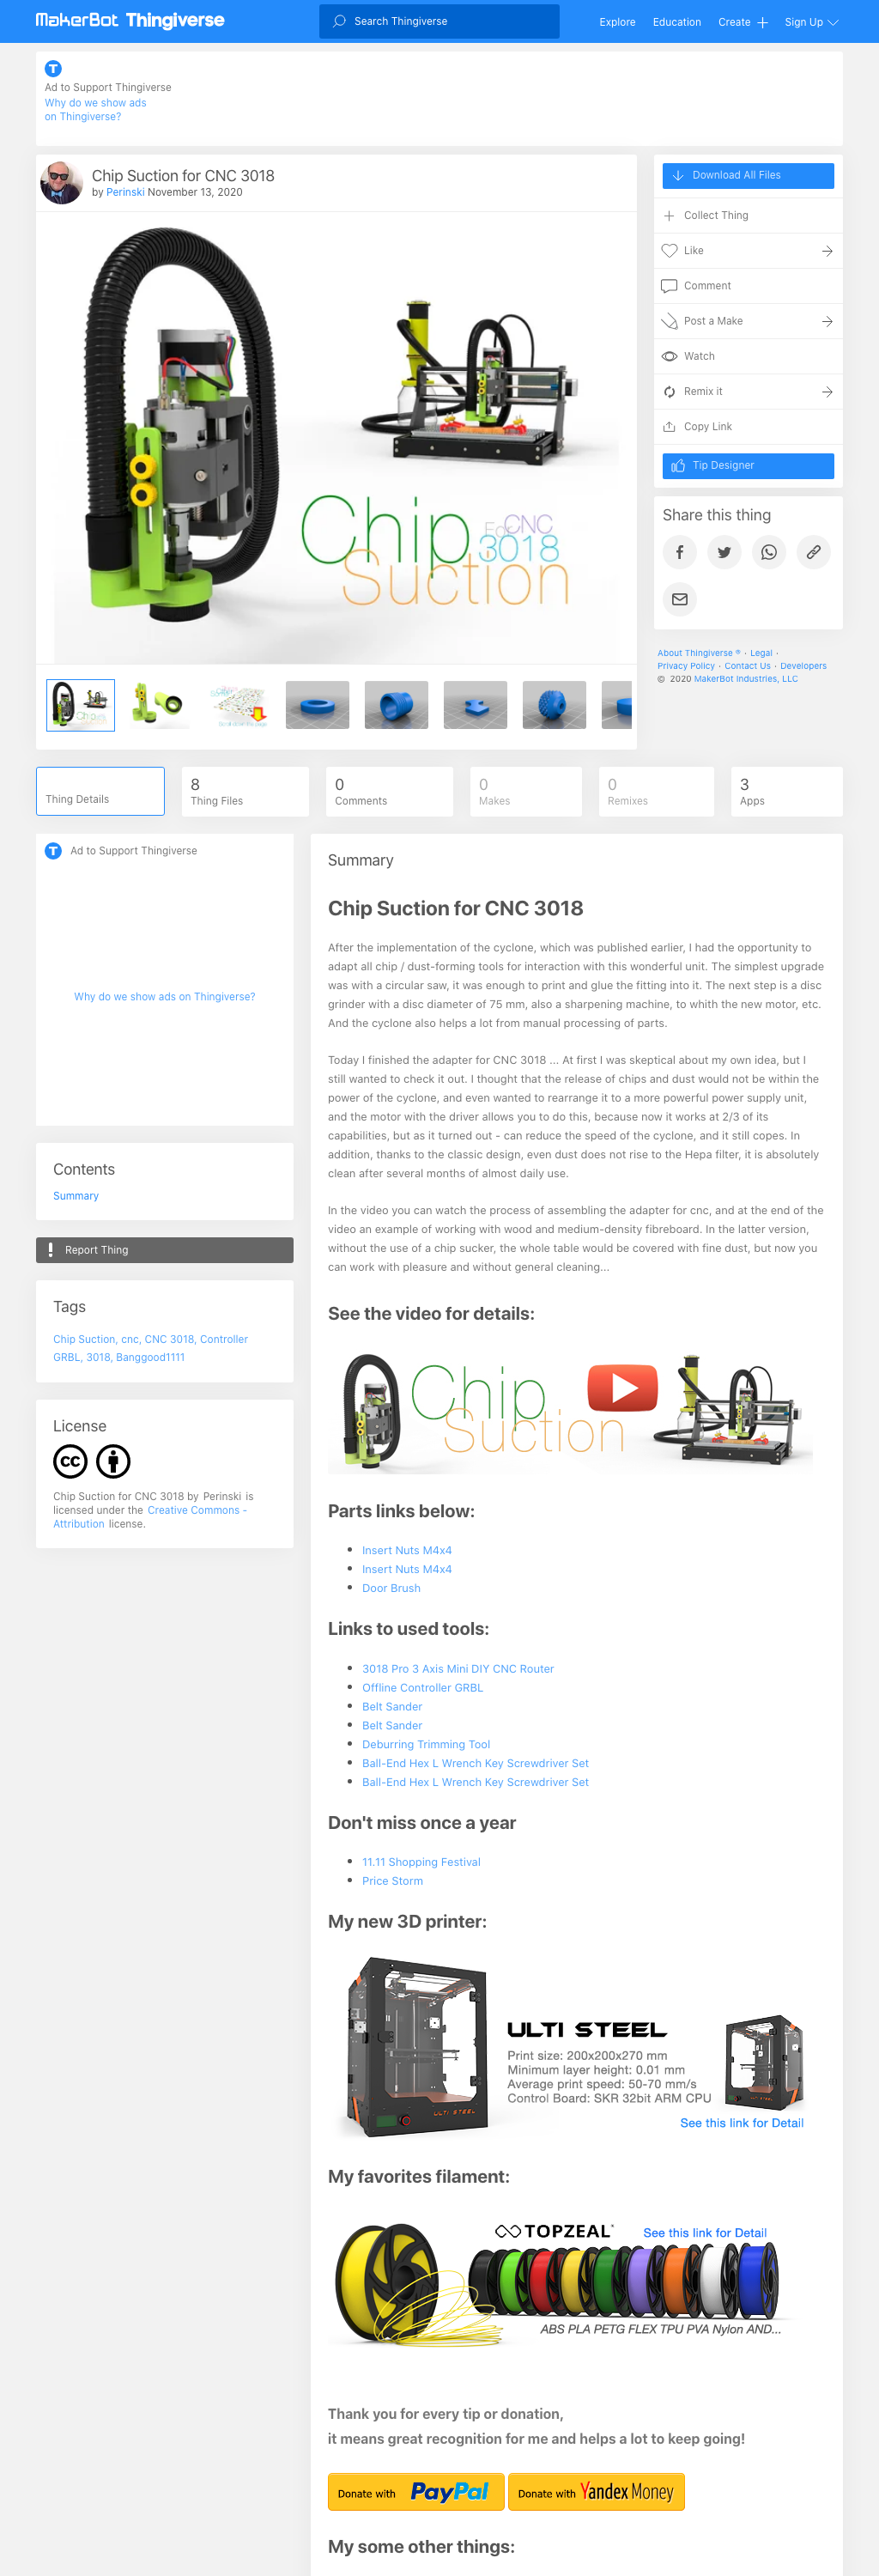 MakerBot Thingiverse
Search Thingiverse
Explore
Education
Create
Sign Up
Ad to Support Thingiverse
Why do we show ads
on Thingiverse?
Chip Suction for CNC 3018
by Perinski November 13, 2020
Chip
For CNC
3018
Suction
Download All Files
Collect Thing
Like
Comment
Post a Make
Watch
Remix it
Copy Link
Tip Designer
Share this thing
About Thingiverse ® · Legal ·
Privacy Policy · Contact Us · Developers
© 2020 MakerBot Industries, LLC
Thing Details
8
Thing Files
0
Comments
0
Makes
0
Remixes
3
Apps
Ad to Support Thingiverse
Why do we show ads on Thingiverse?
Contents
Summary
Report Thing
Tags
Chip Suction, cnc, CNC 3018, Controller
GRBL, 3018, Banggood1111
License
cc
Chip Suction for CNC 3018 by Perinski is
licensed under the Creative Commons -
Attribution license.
Summary
Chip Suction for CNC 3018
After the implementation of the cyclone, which was published earlier, I had the opportunity to
adapt all chip / dust-forming tools for interaction with this wonderful unit. The simplest upgrade
was with a circular saw, it was enough to print and glue the fitting into it. The next step is a disc
grinder with a disc diameter of 75 mm, also a sharpening machine, to whith the new motor, etc.
And the cyclone also helps a lot from manual processing of parts.
Today I finished the adapter for CNC 3018 ... At first I was skeptical about my own idea, but I
still wanted to check it out. I thought that the release of chips and dust would not be within the
power of the cyclone, and even wanted to rearrange it to a more powerful power supply unit,
and the motor with the driver allows you to do this, because now it works at 2/3 of its
capabilities, but as it turned out - can reduce the speed of the cyclone, and it still copes. In
addition, thanks to the classic design, even dust does not rise to the Hepa filter, it is absolutely
clean after several months of almost daily use.
In the video you can watch the process of assembling the adapter for cnc, and at the end of the
video an example of working with wood and medium-density fibreboard. In the latter version,
without the use of a chip sucker, the whole table would be covered with fine dust, but now you
can work with pleasure and without general cleaning...
See the video for details:
Chip
Suction
Parts links below:
Insert Nuts M4x4
Insert Nuts M4x4
Door Brush
Links to used tools:
3018 Pro 3 Axis Mini DIY CNC Router
Offline Controller GRBL
Belt Sander
Belt Sander
Deburring Trimming Tool
Ball-End Hex L Wrench Key Screwdriver Set
Ball-End Hex L Wrench Key Screwdriver Set
Don't miss once a year
11.11 Shopping Festival
Price Storm
My new 3D printer:
ULTI STEEL
Print size: 200x200x270 mm
Minimum layer height: 0.01 mm
Average print speed: 50-70 mm/s
Control Board: SKR 32bit ARM CPU
ULTI STEEL
See this link for Detail
My favorites filament:
TOPZEAL
See this link for Detail
ABS PLA PETG FLEX TPU PVA Nylon AND...
Thank you for every tip or donation,
it means great recognition for me and helps a lot to keep going!
Donate with PayPal
Donate with Yandex Money
My some other things: